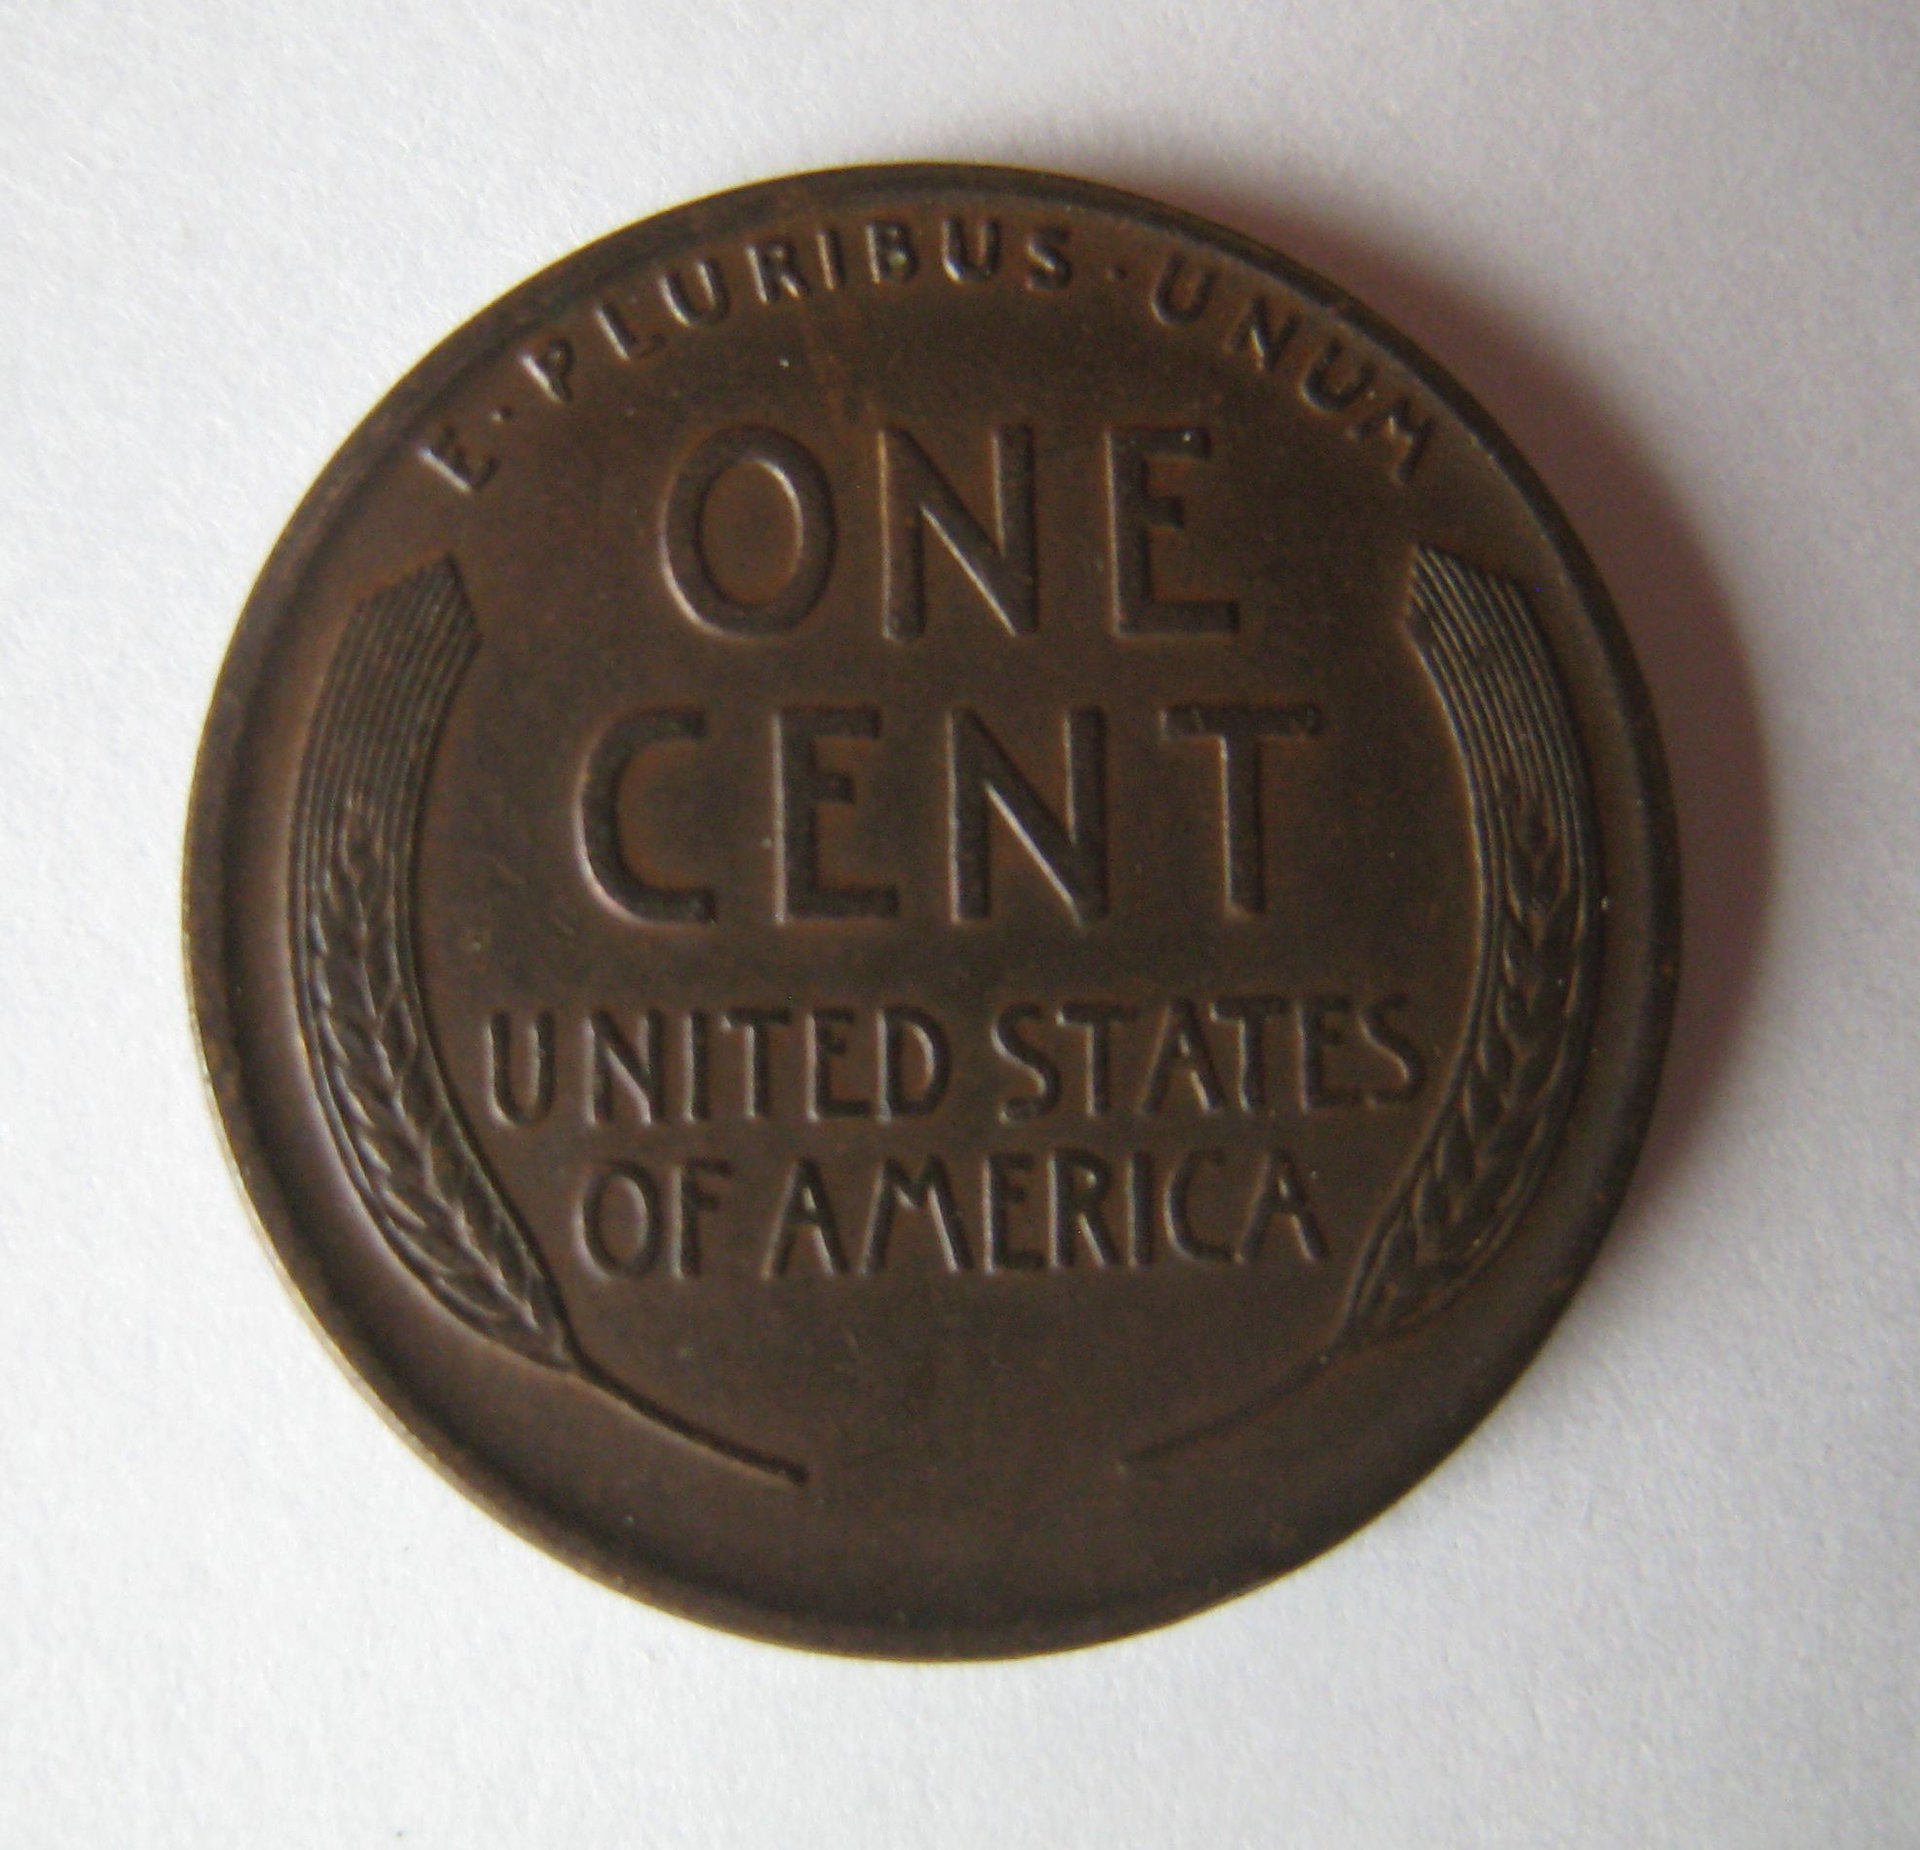 E · PLURIBUS · UNUM
ONE
CENT
UNITED STATES
OF AMERICA